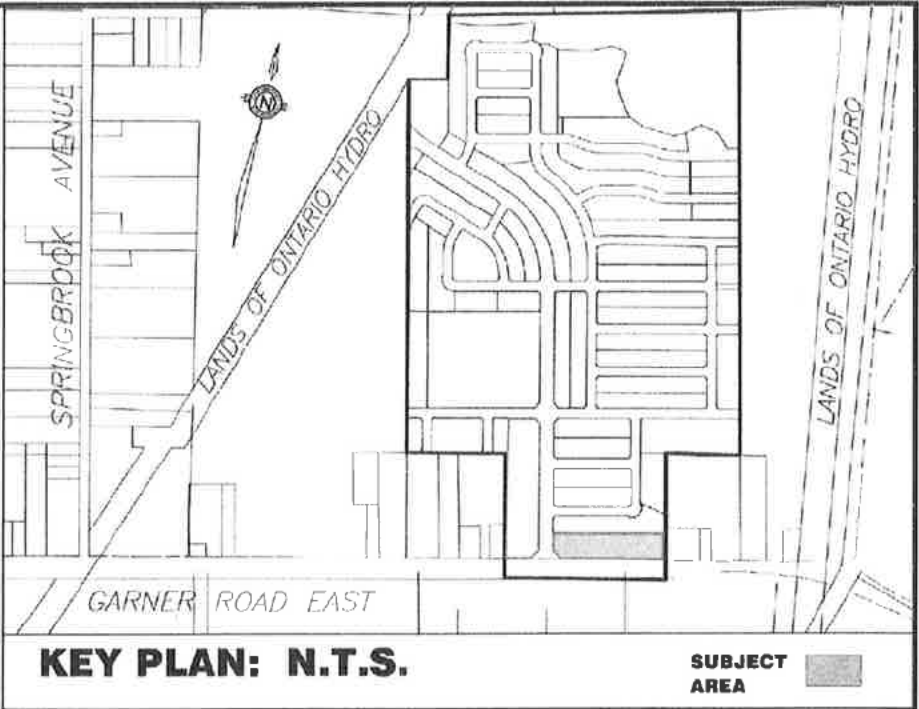 SPRINGBROOK AVENUE
N
LANDS OF ONTARIO HYDRO
LANDS OF ONTARIO HYDRO
GARNER ROAD EAST
KEY PLAN: N.T.S.
SUBJECT
AREA